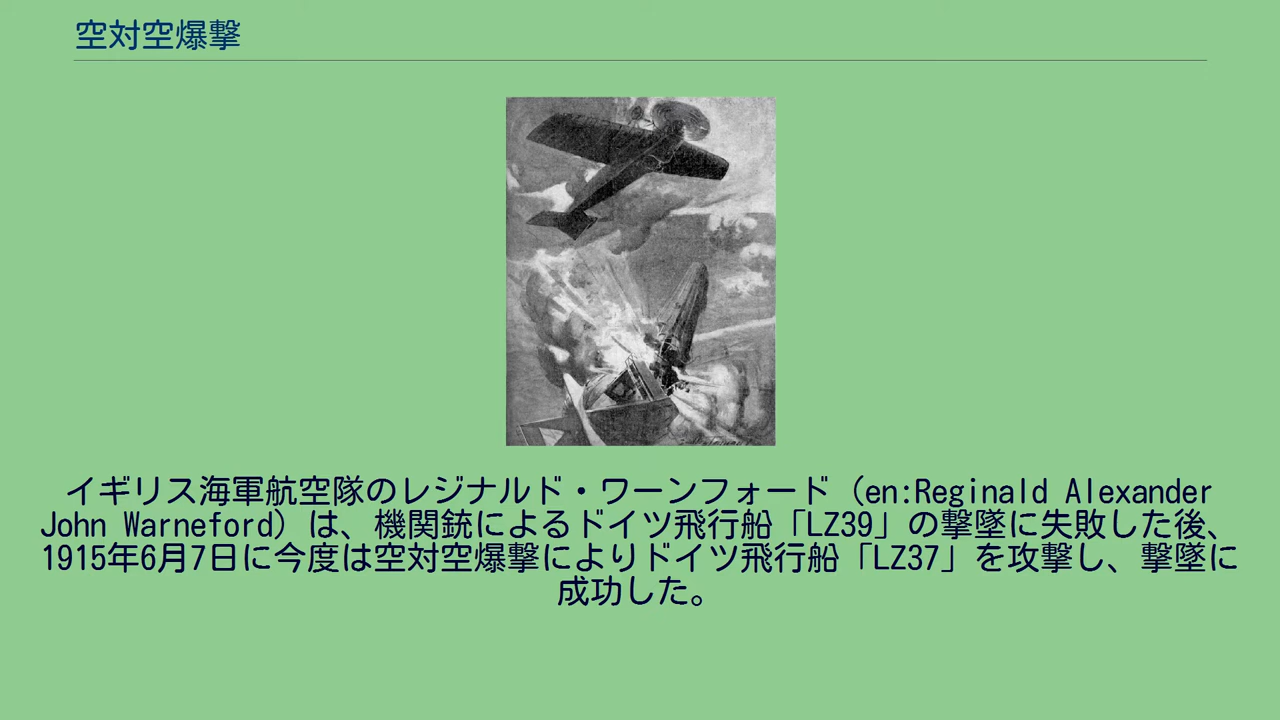 空対空爆撃
イギリス海軍航空隊のレジナルド・ワーンフォード（en:Reginald Alexander
John Warneford）は、機関銃によるドイツ飛行船「LZ39」の撃墜に失敗した後、
1915年6月7日に今度は空対空爆撃によりドイツ飛行船「LZ37」を攻撃し、撃墜に
成功した。